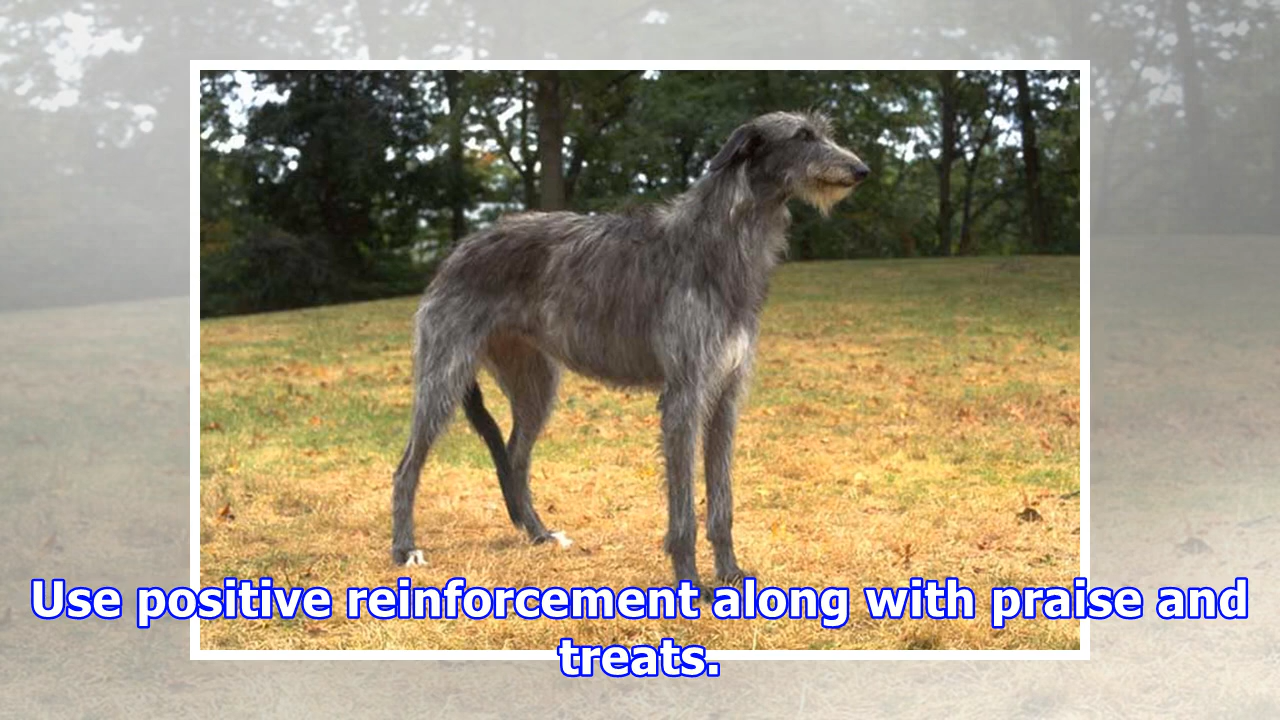 Use positive reinforcement along with praise and
treats.